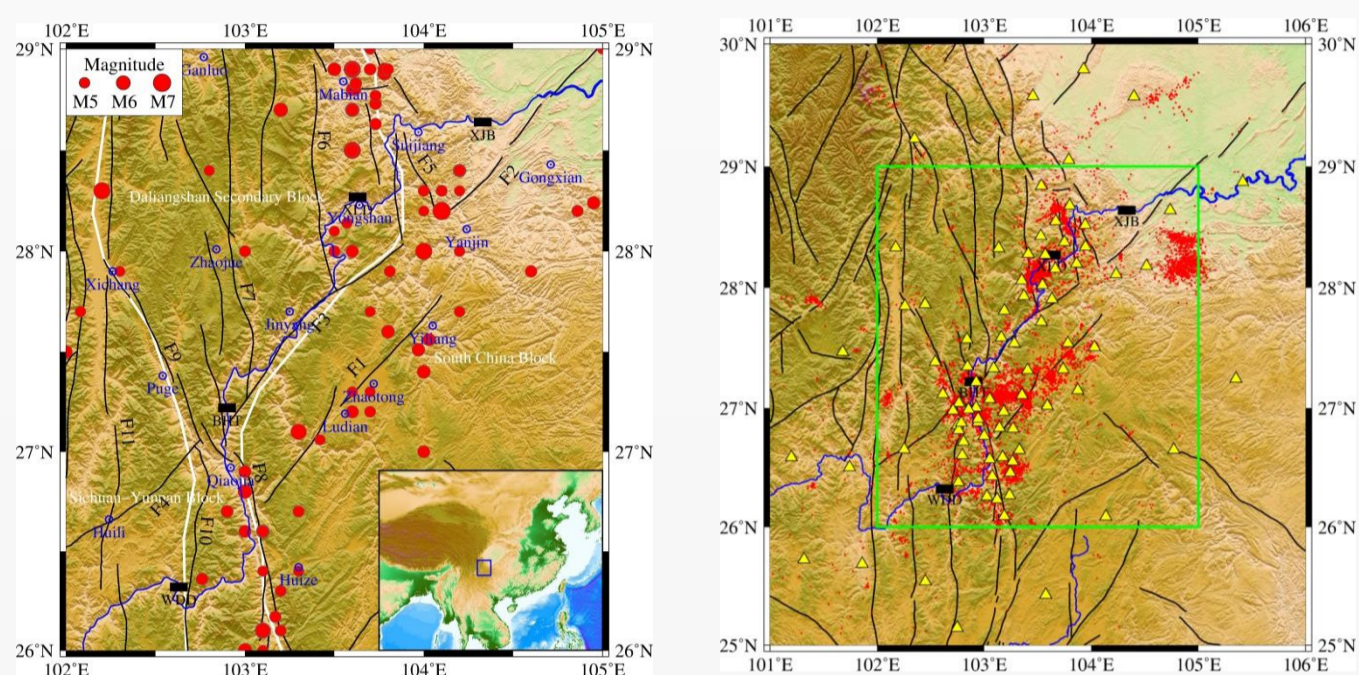 102°E 103°E 104°E 105°E
29°N 29°N
Magnitude
M5 M6 M7
Ganluo
Mabian
XJB
F6
Suijiang
F5
F2
Gongxian
Daliangshan Secondary Block
Yongshan
Yanjin
28°N 28°N
Zhaojue
Xichang
F7
Jinyang
F3
Yiliang
South China Block
F9
F1
Puge
Zhaotong
BHT
Ludian
F11
27°N 27°N
Qiaojia
F8
Sichuan-Yunnan Block
F4
F10
Huili
Huize
WDD
26°N 26°N
102°E 103°E 104°E 105°E
101°E 102°E 103°E 104°E 105°E 106°E
30°N 30°N
29°N 29°N
XJB
28°N 28°N
27°N 27°N
WDD
26°N 26°N
25°N 25°N
101°E 102°E 103°E 104°E 105°E 106°E